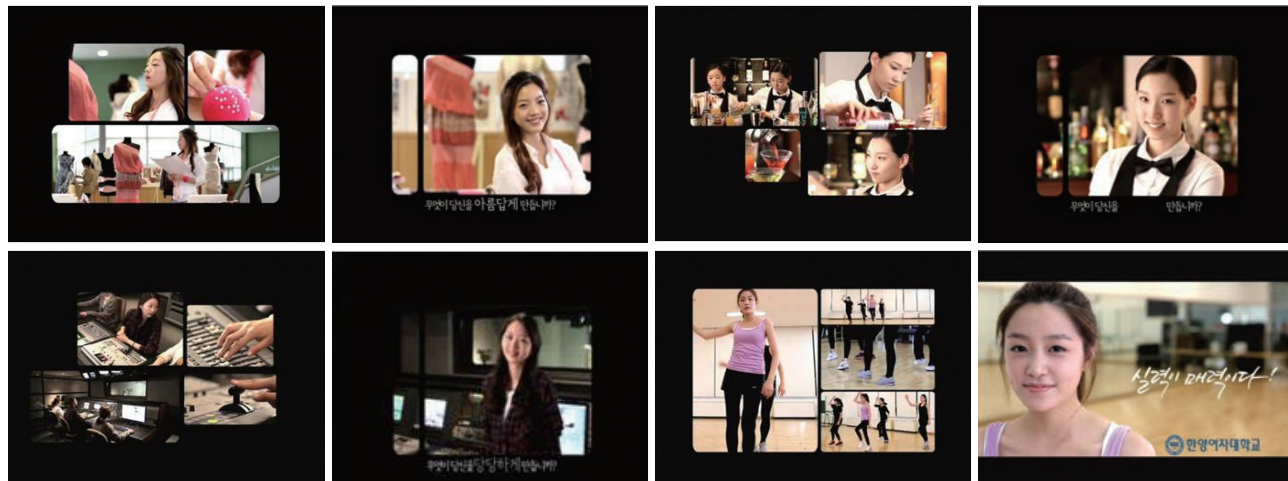 무엇이 당신을 아름답게 만듭니까?
무엇이 당신을 만듭니까?
무엇이 당신을 당당하게 만듭니까?
실력이 매력이다!
한영여자대학교